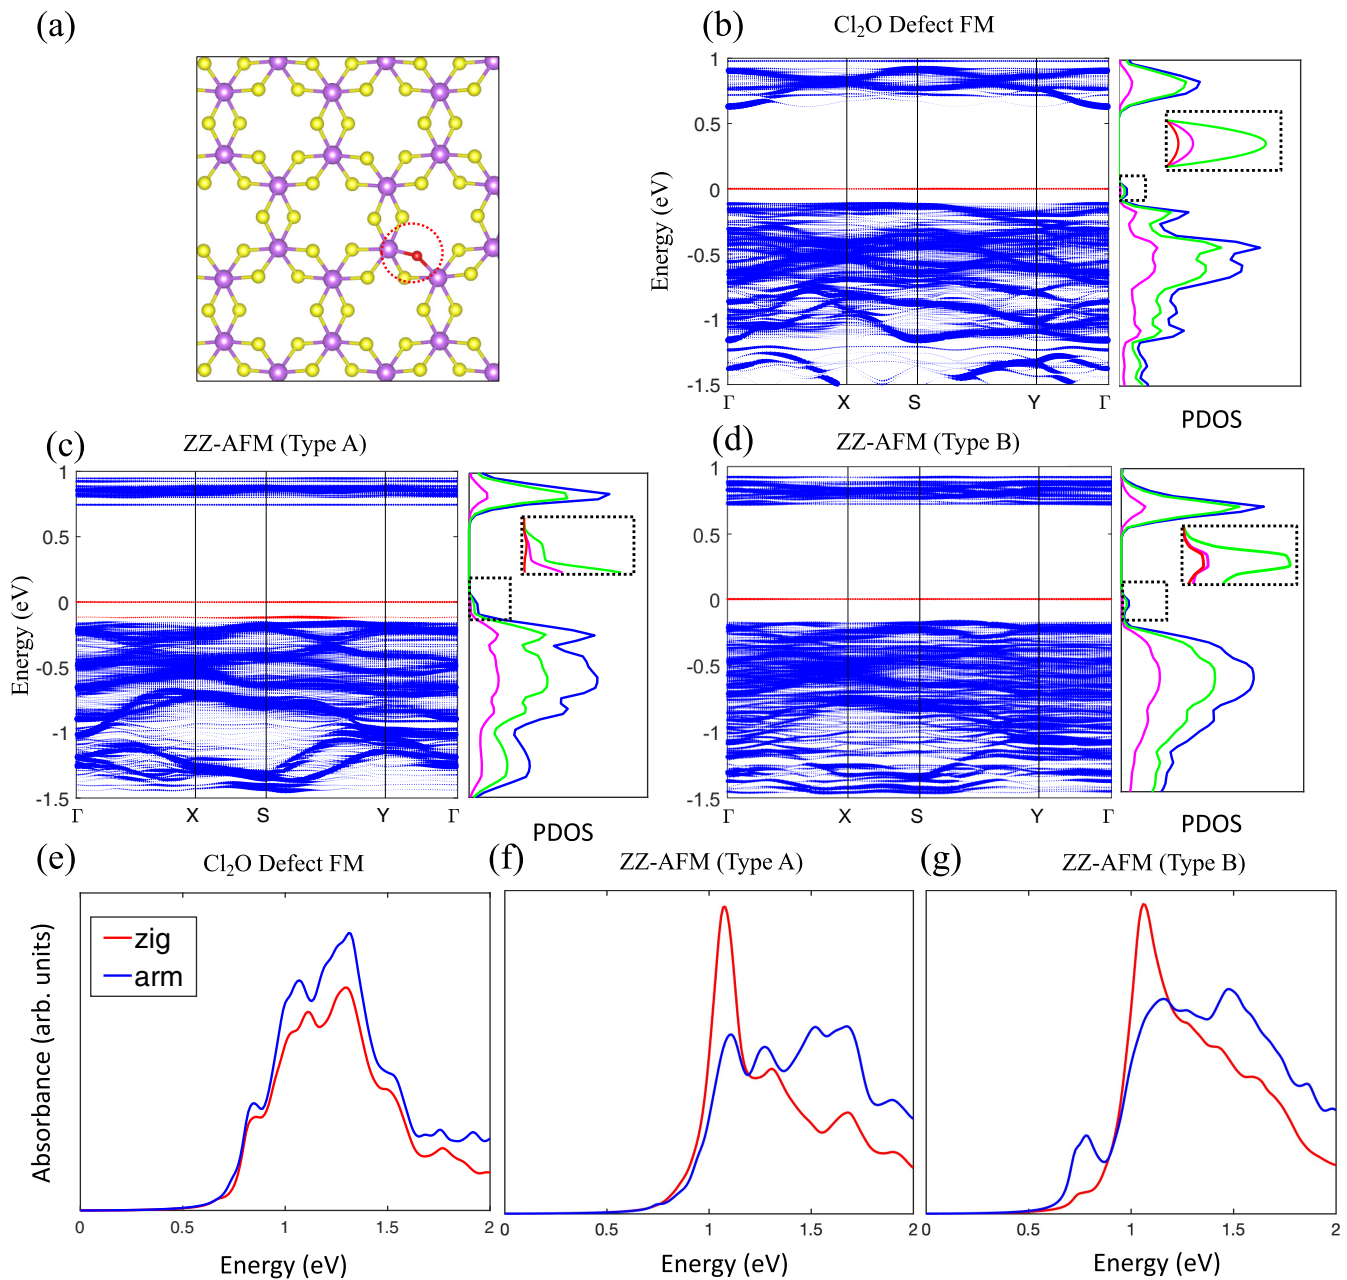 (a)
(b)
Cl₂O Defect FM
1
0.5
0
-0.5
-1
-1.5
Energy (eV)
Γ X S Y Γ
PDOS
(c)
ZZ-AFM (Type A)
1
0.5
0
-0.5
-1
-1.5
Energy (eV)
Γ X S Y Γ
PDOS
(d)
ZZ-AFM (Type B)
1
0.5
0
-0.5
-1
-1.5
Γ X S Y Γ
PDOS
(e)
Cl₂O Defect FM
zig
arm
Absorbance (arb. units)
0 0.5 1 1.5 2
Energy (eV)
(f)
ZZ-AFM (Type A)
0 0.5 1 1.5 2
Energy (eV)
(g)
ZZ-AFM (Type B)
0 0.5 1 1.5 2
Energy (eV)